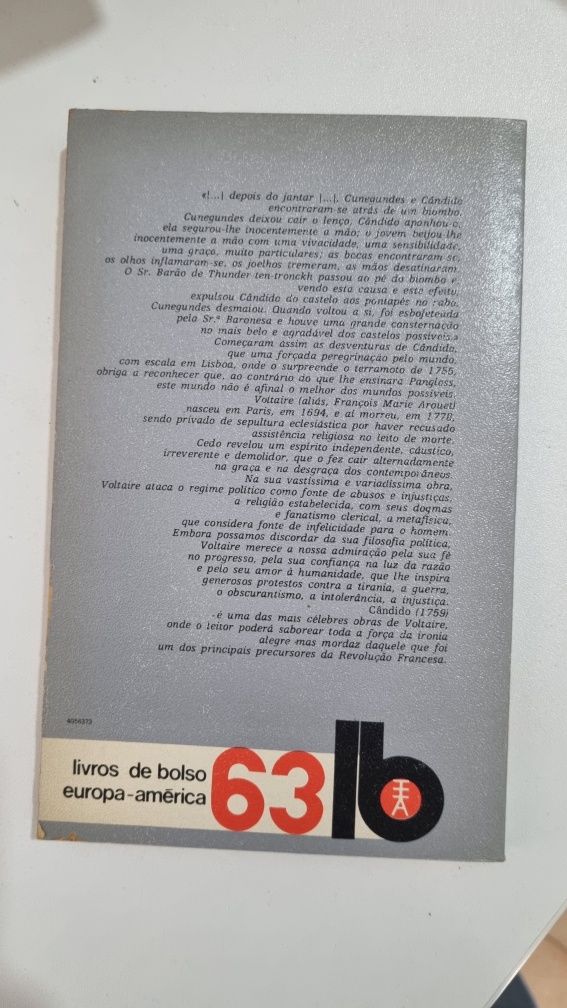 «[...] depois do jantar [...], Cunegundes e Cândido
encontraram-se atrás de um biombo.
Cunegundes deixou cair o lenço, Cândido apanhou-o;
ela segurou-lhe inocentemente a mão; o jovem beijou-lhe
inocentemente a mão com uma vivacidade, uma sensibilidade,
uma graça, muito particulares; as bocas encontraram-se,
os olhos inflamaram-se, os joelhos tremeram, as mãos desatinaram.
O Sr. Barão de Thunder-ten-tronckh passou ao pé do biombo e,
vendo esta causa e este efeito,
expulsou Cândido do castelo aos pontapés no rabo.
Cunegundes desmaiou. Quando voltou a si, foi esbofeteada
pela Sr.ª Baronesa e houve uma grande consternação
no mais belo e agradável dos castelos possíveis.»
Começaram assim as desventuras de Cândido,
que uma forçada peregrinação pelo mundo,
com escala em Lisboa, onde o surpreende o terramoto de 1755,
obriga a reconhecer que, ao contrário do que lhe ensinara Pangloss,
este mundo não é afinal o melhor dos mundos possíveis.
Voltaire (aliás, François Marie Arouet)
nasceu em Paris, em 1694, e aí morreu, em 1778,
sendo privado de sepultura eclesiástica por haver recusado
assistência religiosa no leito de morte.
Cedo revelou um espírito independente, cáustico,
irreverente e demolidor, que o fez cair alternadamente
na graça e na desgraça dos contemporâneos.
Na sua vastíssima e variadíssima obra,
Voltaire ataca o regime político como fonte de abusos e injustiças,
a religião estabelecida, com seus dogmas
e fanatismo clerical, a metafísica,
que considera fonte de infelicidade para o homem.
Embora possamos discordar da sua filosofia política,
Voltaire merece a nossa admiração pela sua fé
no progresso, pela sua confiança na luz da razão
e pelo seu amor à humanidade, que lhe inspira
generosos protestos contra a tirania, a guerra,
o obscurantismo, a intolerância, a injustiça.
Cândido (1759)
é uma das mais célebres obras de Voltaire,
onde o leitor poderá saborear toda a força da ironia
alegre mas mordaz daquele que foi
um dos principais precursores da Revolução Francesa.
livros de bolso
europa-américa
63
lb
EA